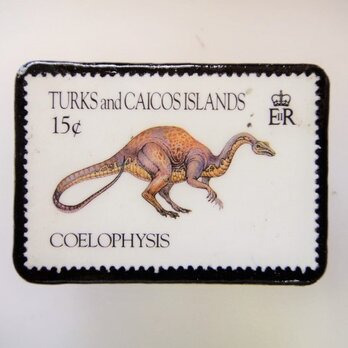 TURKS and CAICOS ISLANDS
15¢
EIIR
COELOPHYSIS